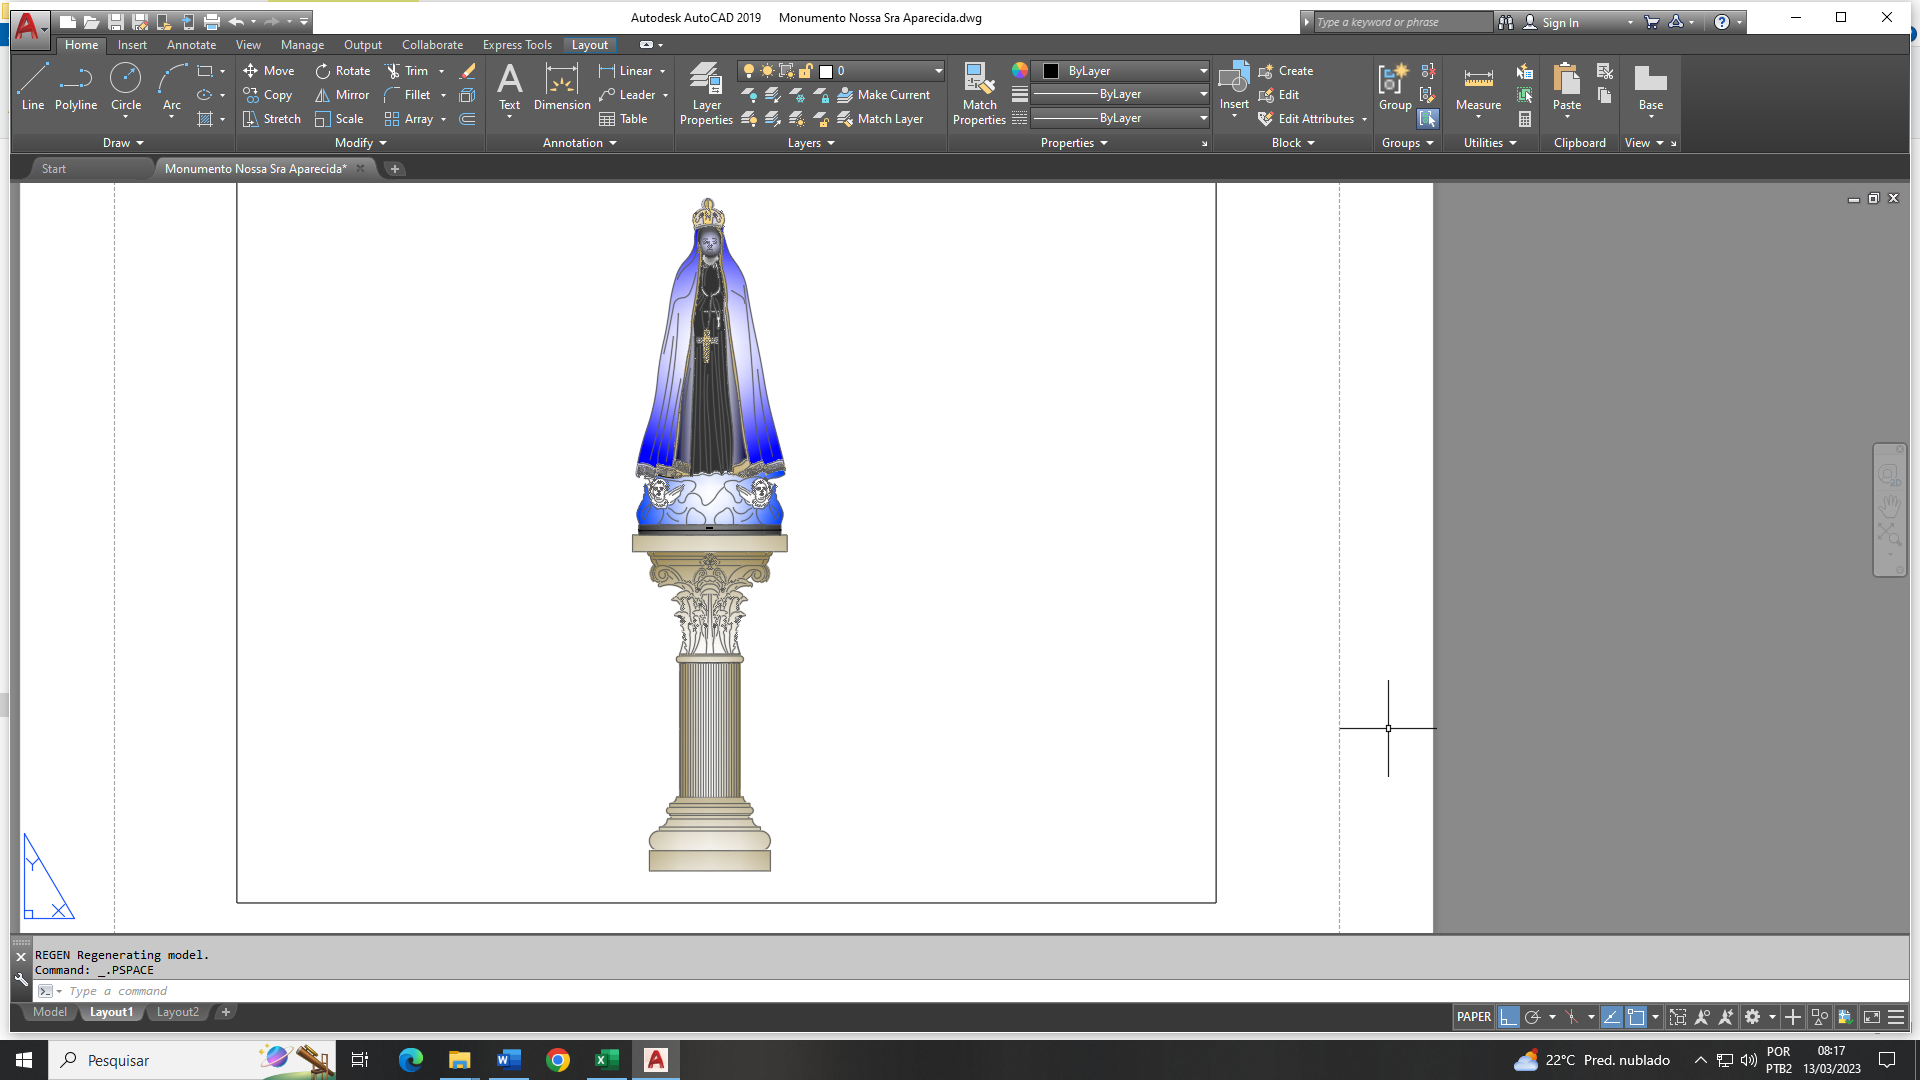 Autodesk AutoCAD 2019 Monumento Nossa Sra Aparecida.dwg
Type a keyword or phrase
Sign In
Home Insert Annotate View Manage Output Collaborate Express Tools Layout
Line Polyline Circle Arc
Draw
Move Rotate Trim
Copy Mirror Fillet
Stretch Scale Array
Modify
Text Dimension
Linear
Leader
Table
Annotation
Layer Properties
0
Make Current
Match Layer
Layers
Match Properties
ByLayer
ByLayer
ByLayer
Properties
Insert
Create
Edit
Edit Attributes
Block
Group
Groups
Measure
Utilities
Paste
Clipboard
Base
View
Start
Monumento Nossa Sra Aparecida*
2D
Y
X
REGEN Regenerating model.
Command: _.PSPACE
Type a command
Model Layout1 Layout2
PAPER
Pesquisar
22°C Pred. nublado
POR
PTB2
08:17
13/03/2023